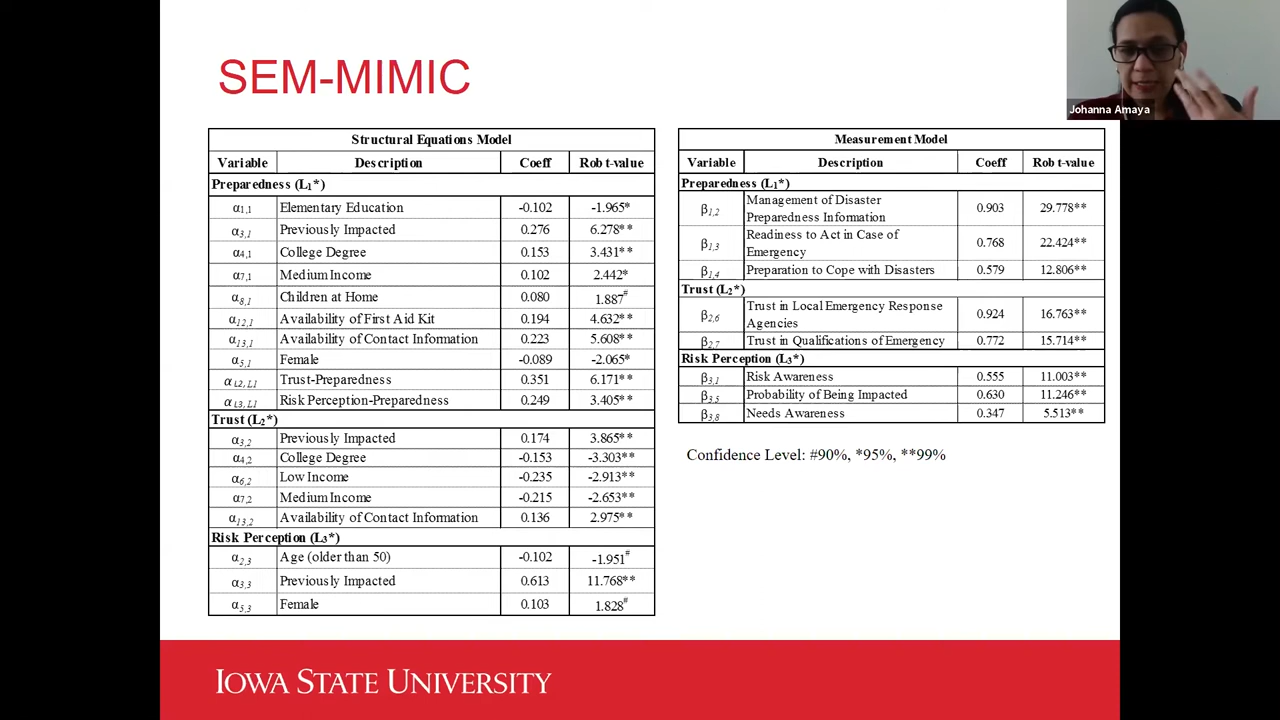 SEM-MIMIC
Johanna Amaya
Structural Equations Model
Variable Description Coeff Rob t-value
Preparedness (L1*)
α1,1 Elementary Education -0.102 -1.965*
α3,1 Previously Impacted 0.276 6.278**
α4,1 College Degree 0.153 3.431**
α7,1 Medium Income 0.102 2.442*
α8,1 Children at Home 0.080 1.887#
α12,1 Availability of First Aid Kit 0.194 4.632**
α13,1 Availability of Contact Information 0.223 5.608**
α5,1 Female -0.089 -2.065*
α L2, L1 Trust-Preparedness 0.351 6.171**
α L3, L1 Risk Perception-Preparedness 0.249 3.405**
Trust (L2*)
α3,2 Previously Impacted 0.174 3.865**
α4,2 College Degree -0.153 -3.303**
α6,2 Low Income -0.235 -2.913**
α7,2 Medium Income -0.215 -2.653**
α13,2 Availability of Contact Information 0.136 2.975**
Risk Perception (L3*)
α2,3 Age (older than 50) -0.102 -1.951#
α3,3 Previously Impacted 0.613 11.768**
α5,3 Female 0.103 1.828#
Measurement Model
Variable Description Coeff Rob t-value
Preparedness (L1*)
β1,2 Management of Disaster
Preparedness Information 0.903 29.778**
β1,3 Readiness to Act in Case of
Emergency 0.768 22.424**
β1,4 Preparation to Cope with Disasters 0.579 12.806**
Trust (L2*)
β2,6 Trust in Local Emergency Response
Agencies 0.924 16.763**
β2,7 Trust in Qualifications of Emergency 0.772 15.714**
Risk Perception (L3*)
β3,1 Risk Awareness 0.555 11.003**
β3,5 Probability of Being Impacted 0.630 11.246**
β3,8 Needs Awareness 0.347 5.513**
Confidence Level: #90%, *95%, **99%
IOWA STATE UNIVERSITY